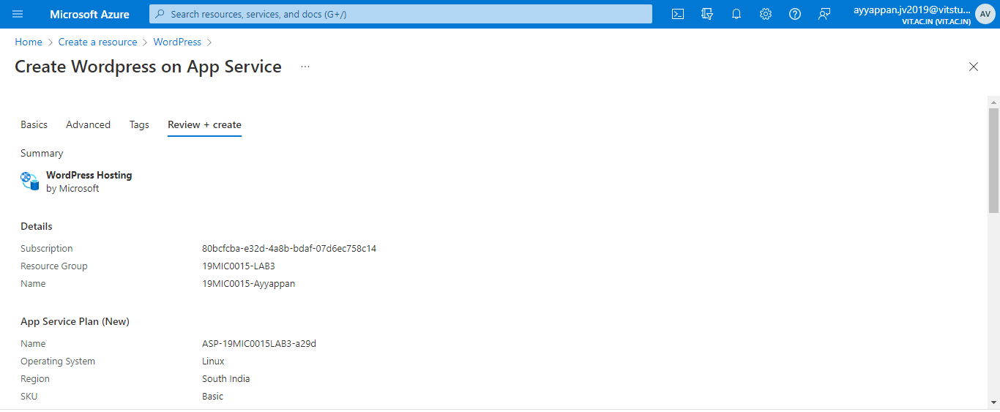 Microsoft Azure
Search resources, services, and docs (G+/)
ayyappan.jv2019@vitstu...
VIT.AC.IN (VIT.AC.IN)
AV
Home > Create a resource > WordPress >
Create Wordpress on App Service ...
Basics Advanced Tags Review + create
Summary
WordPress Hosting
by Microsoft
Details
Subscription 80bcfcba-e32d-4a8b-bdaf-07d6ec758c14
Resource Group 19MIC0015-LAB3
Name 19MIC0015-Ayyappan
App Service Plan (New)
Name ASP-19MIC0015LAB3-a29d
Operating System Linux
Region South India
SKU Basic